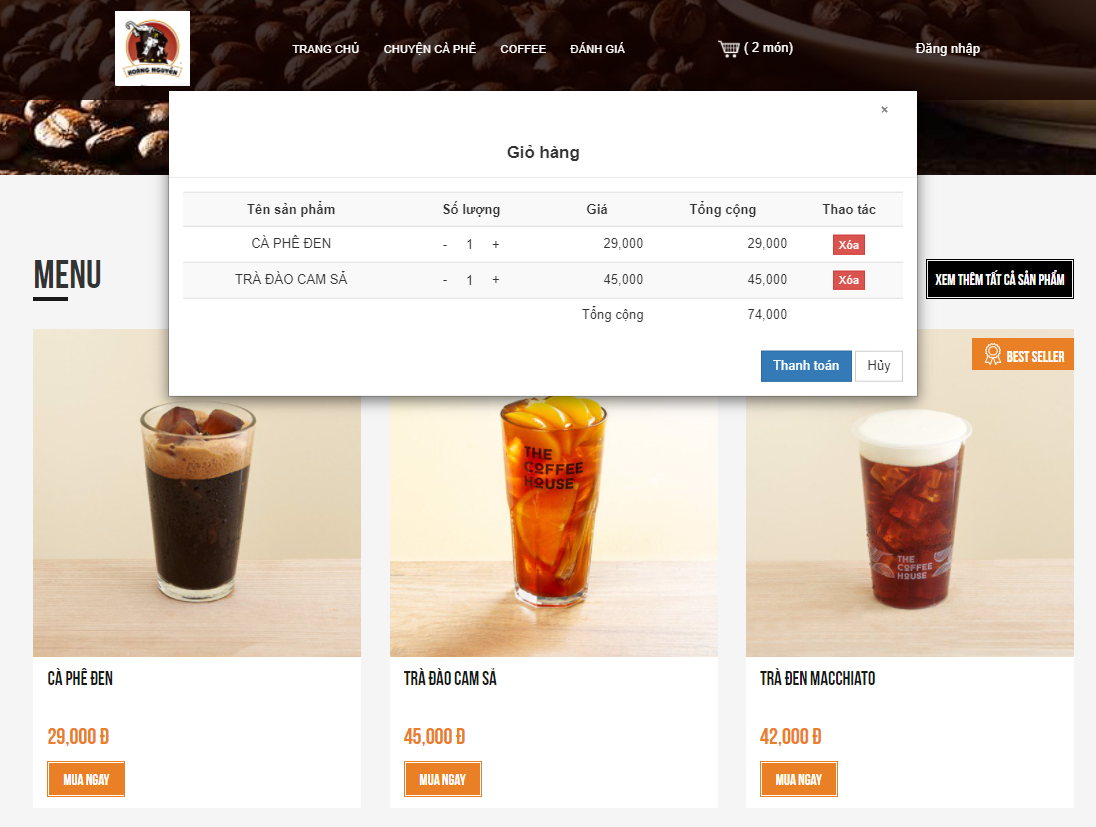 HOÀNG NGUYÊN
TRANG CHỦ CHUYỆN CÀ PHÊ COFFEE ĐÁNH GIÁ ( 2 món) Đăng nhập
×
Giỏ hàng
Tên sản phẩm Số lượng Giá Tổng cộng Thao tác
CÀ PHÊ ĐEN - 1 + 29,000 29,000 Xóa
TRÀ ĐÀO CAM SẢ - 1 + 45,000 45,000 Xóa
Tổng cộng 74,000
Thanh toán Hủy
MENU
XEM THÊM TẤT CẢ SẢN PHẨM
BEST SELLER
THE
COFFEE
HOUSE
THE
COFFEE
HOUSE
CÀ PHÊ ĐEN
29,000 Đ
MUA NGAY
TRÀ ĐÀO CAM SẢ
45,000 Đ
MUA NGAY
TRÀ ĐEN MACCHIATO
42,000 Đ
MUA NGAY